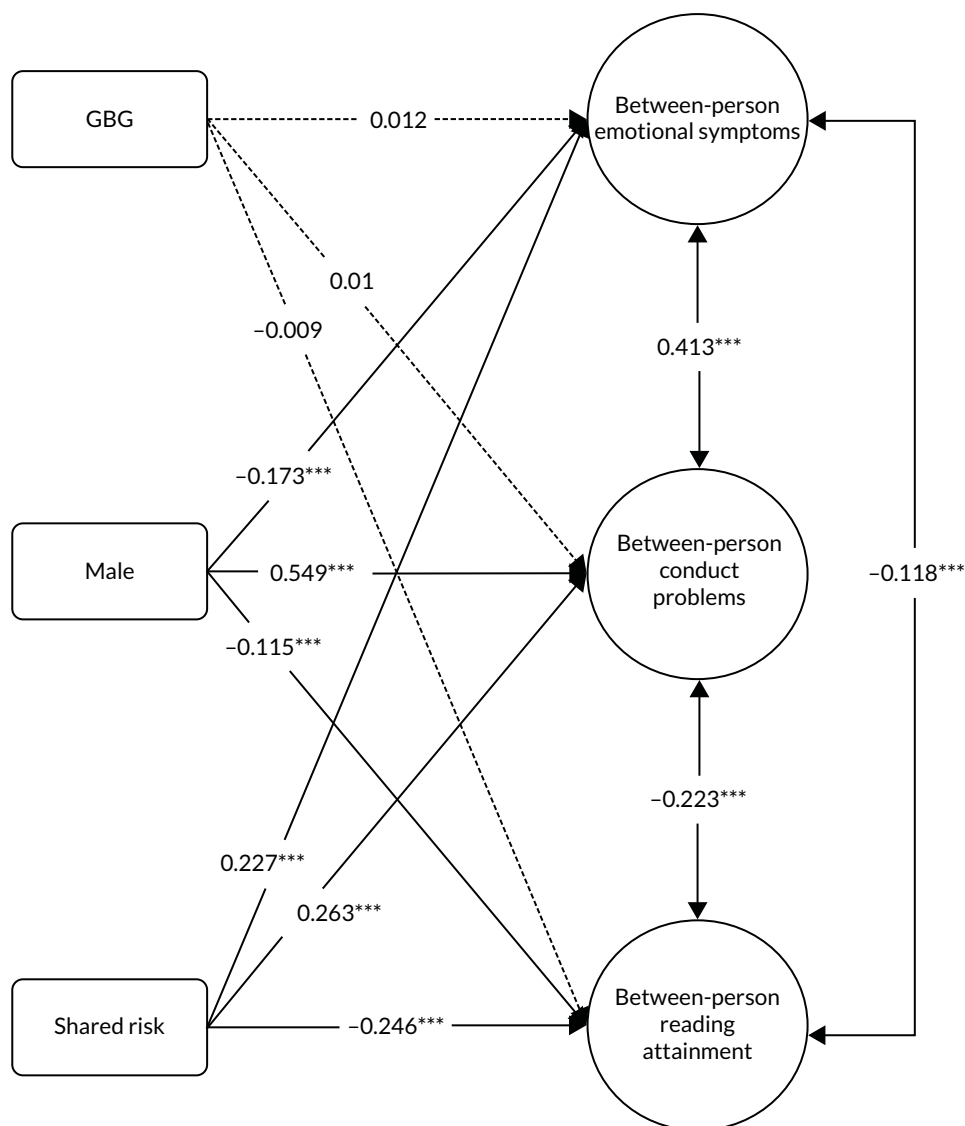 GBG
0.012
Between-person
emotional symptoms
0.01
–0.009
0.413***
–0.173***
Male
0.549***
Between-person
conduct
problems
–0.118***
–0.115***
–0.223***
0.227***
0.263***
Shared risk
–0.246***
Between-person
reading
attainment